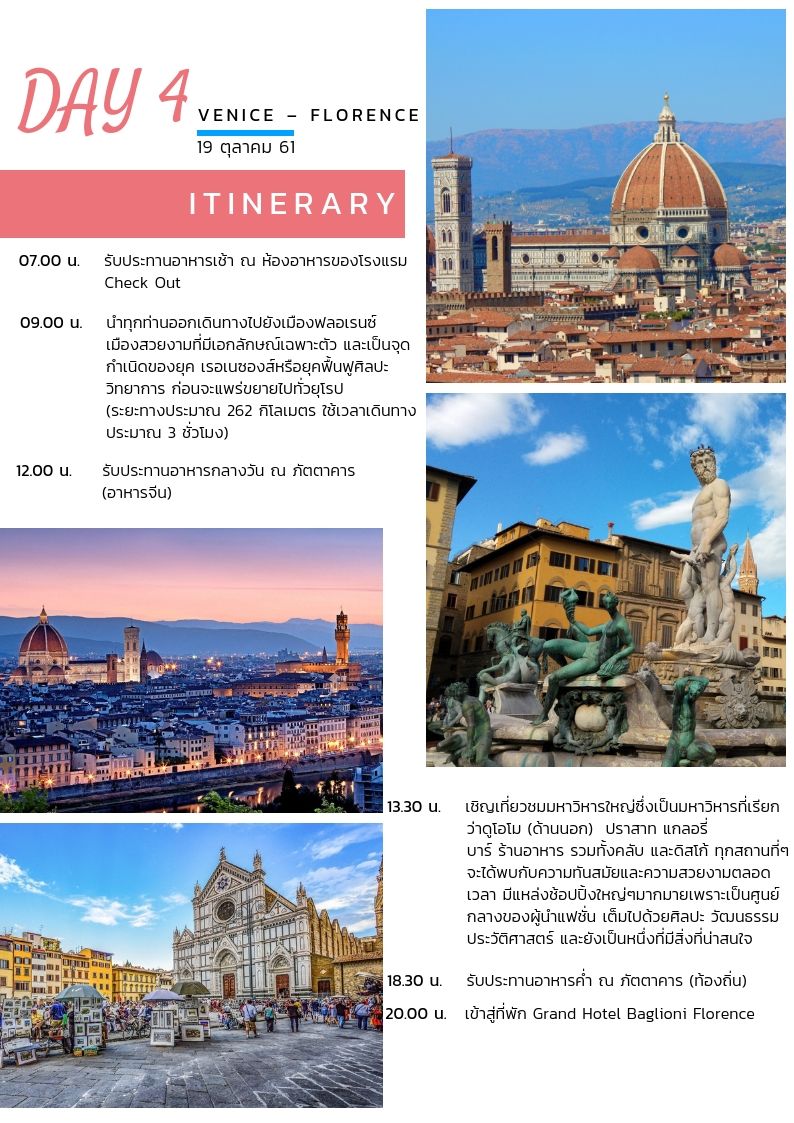 DAY 4
VENICE – FLORENCE
19 ตุลาคม 61
ITINERARY
07.00 น. รับประทานอาหารเช้า ณ ห้องอาหารของโรงแรม
Check Out
09.00 น. นำทุกท่านออกเดินทางไปยังเมืองฟลอเรนซ์
เมืองสวยงามที่มีเอกลักษณ์เฉพาะตัว และเป็นจุด
กำเนิดของยุค เรอเนซองส์หรือยุคฟื้นฟูศิลปะ
วิทยาการ ก่อนจะแพร่ขยายไปทั่วยุโรป
(ระยะทางประมาณ 262 กิโลเมตร ใช้เวลาเดินทาง
ประมาณ 3 ชั่วโมง)
12.00 น. รับประทานอาหารกลางวัน ณ ภัตตาคาร
(อาหารจีน)
13.30 น. เชิญเที่ยวชมมหาวิหารใหญ่ซึ่งเป็นมหาวิหารที่เรียก
ว่าดูโอโม (ด้านนอก) ปราสาท แกลอรี่
บาร์ ร้านอาหาร รวมทั้งคลับ และดิสโก้ ทุกสถานที่ฯ
จะได้พบกับความทันสมัยและความสวยงามตลอด
เวลา มีแหล่งช้อปปิ้งใหญ่ๆมากมายเพราะเป็นศูนย์
กลางของผู้นำแฟชั่น เต็มไปด้วยศิลปะ วัฒนธรรม
ประวัติศาสตร์ และยังเป็นหนึ่งที่มีสิ่งที่น่าสนใจ
18.30 น. รับประทานอาหารค่ำ ณ ภัตตาคาร (ท้องถิ่น)
20.00 น. เข้าสู่ที่พัก Grand Hotel Baglioni Florence